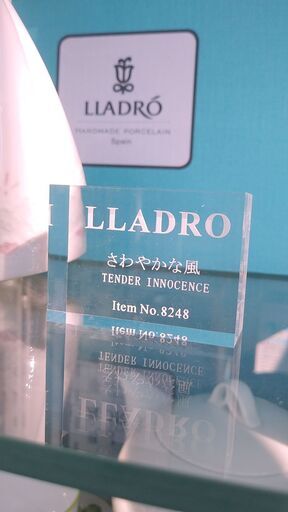 LLADRÓ
HANDMADE PORCELAIN
Spain
LLADRO
さわやかな風
TENDER INNOCENCE
Item No.8248